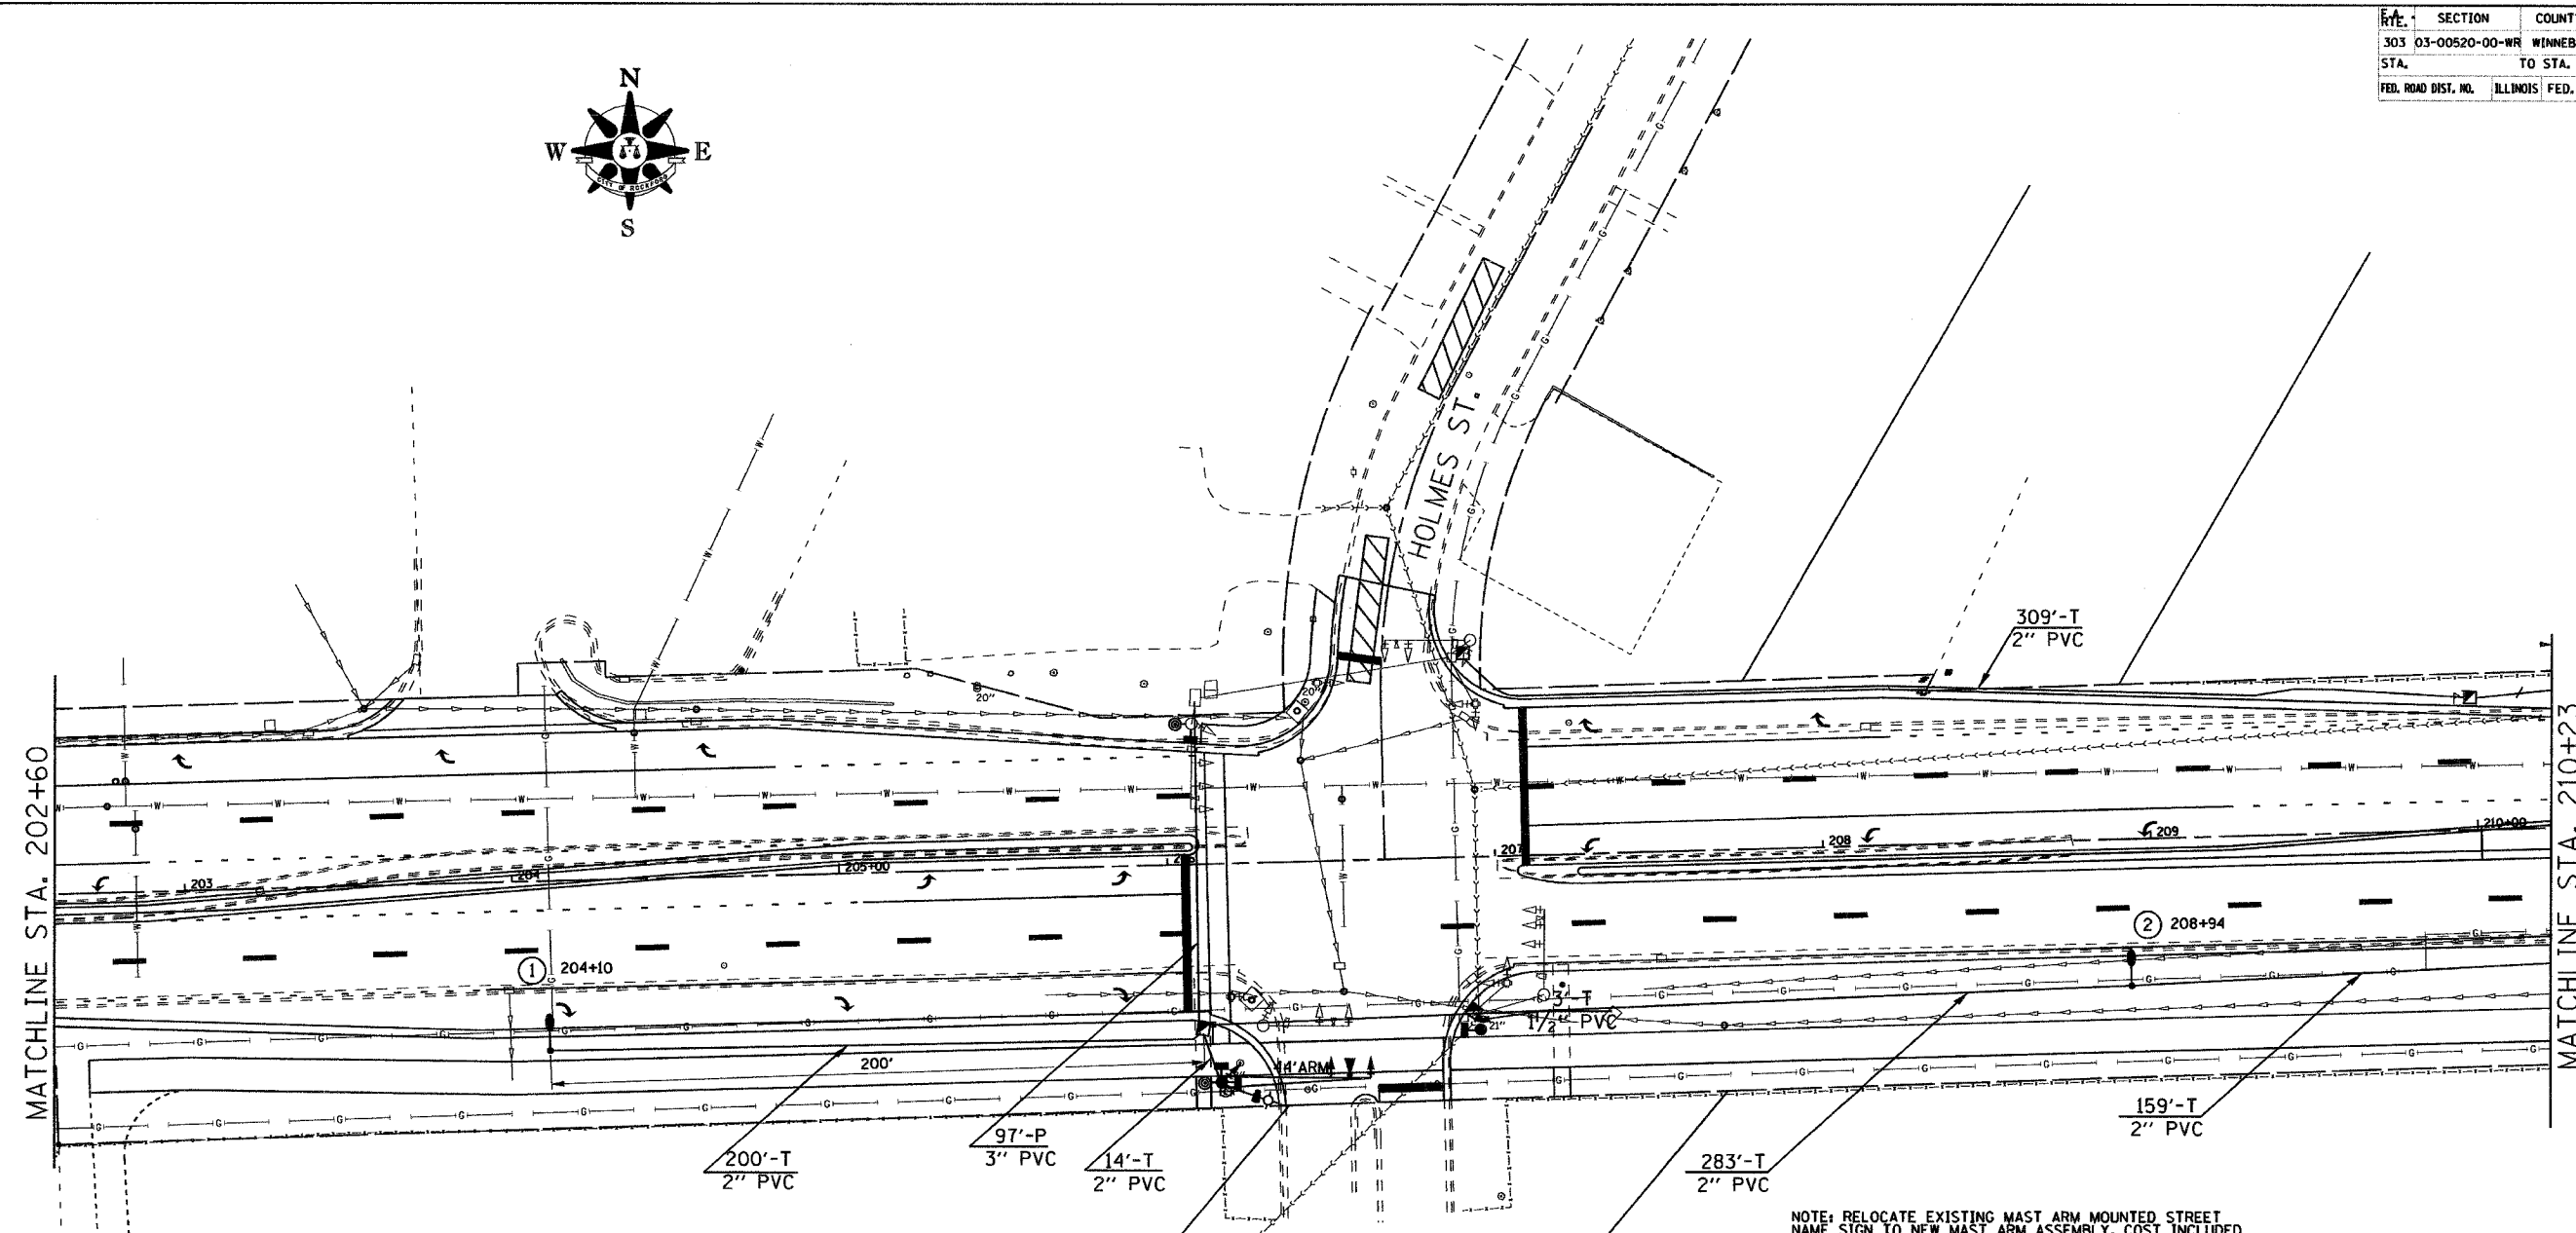 F.A. RTE. SECTION COUNT
303 03-00520-00-WR WINNEB
STA. TO STA.
FED. ROAD DIST. NO. ILLINOIS FED.
N
W E
S
CITY OF ROCKFORD
HOLMES ST.
309'-T
2'' PVC
20''
20''
MATCHLINE STA. 202+60
MATCHLINE STA. 210+23
203
204
205+00
207
208
209
210+00
1 204+10
2 208+94
3'-T
1 1/2'' PVC
21''
200'
44'ARM
200'-T
2'' PVC
97'-P
3'' PVC
14'-T
2'' PVC
283'-T
2'' PVC
159'-T
2'' PVC
NOTE: RELOCATE EXISTING MAST ARM MOUNTED STREET
NAME SIGN TO NEW MAST ARM ASSEMBLY. COST INCLUDED